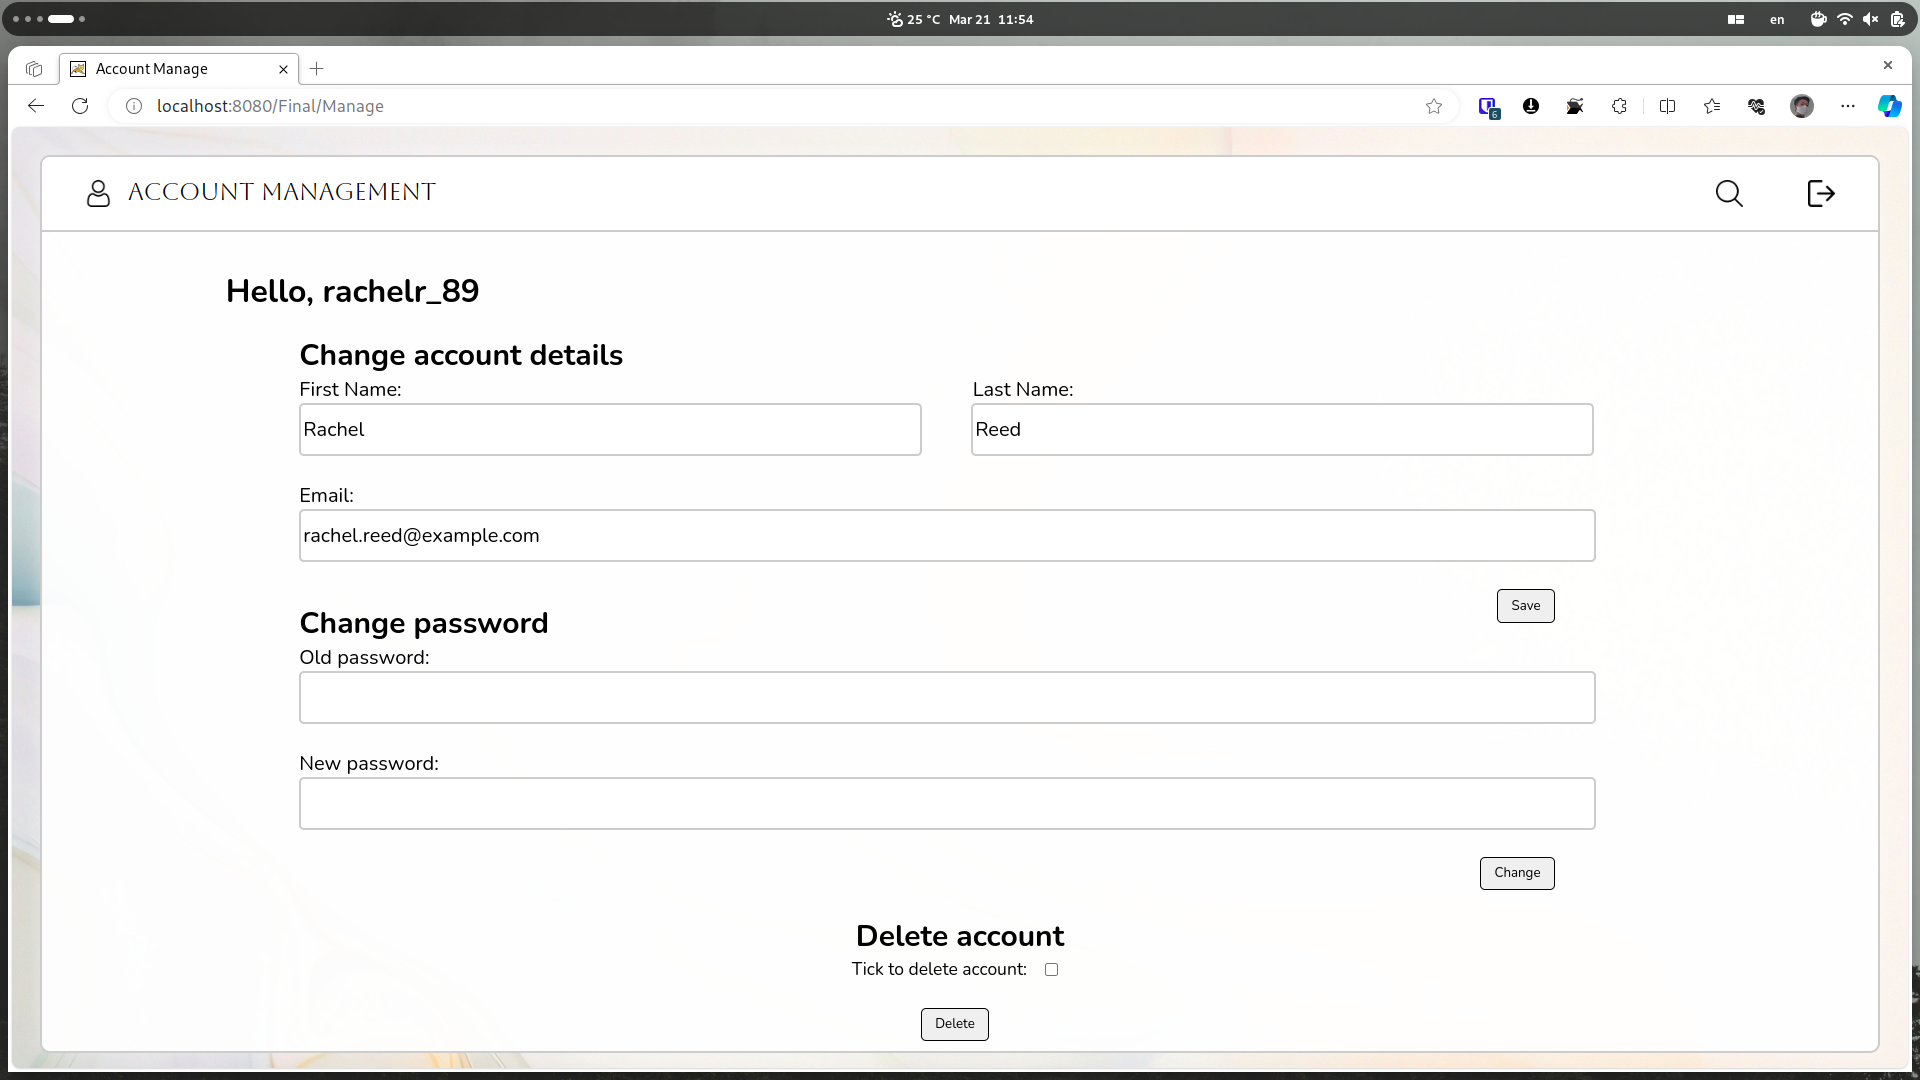 25 °C Mar 21 11:54
en
Account Manage
localhost:8080/Final/Manage
6
ACCOUNT MANAGEMENT
Hello, rachelr_89
Change account details
First Name: Last Name:
Rachel Reed
Email:
rachel.reed@example.com
Save
Change password
Old password:
New password:
Change
Delete account
Tick to delete account:
Delete